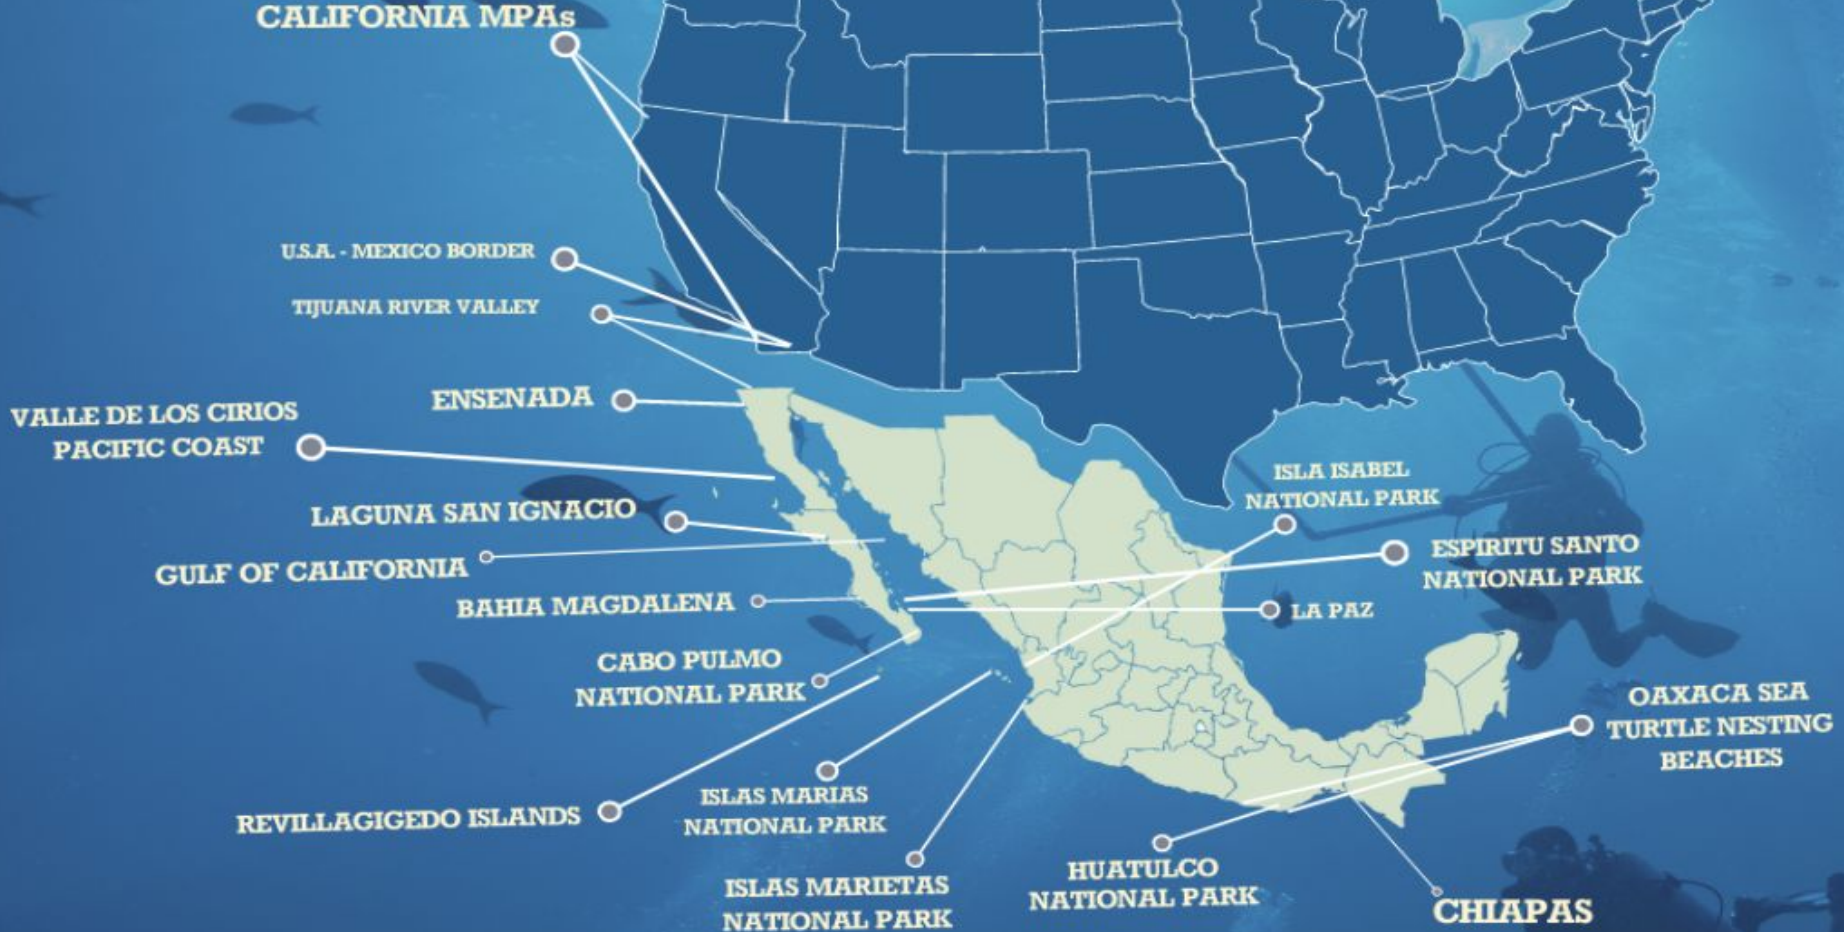 CALIFORNIA MPAs
U.S.A. - MEXICO BORDER
TIJUANA RIVER VALLEY
ENSENADA
VALLE DE LOS CIRIOS
PACIFIC COAST
LAGUNA SAN IGNACIO
GULF OF CALIFORNIA
BAHIA MAGDALENA
CABO PULMO
NATIONAL PARK
REVILLAGIGEDO ISLANDS
ISLAS MARIAS
NATIONAL PARK
ISLAS MARIETAS
NATIONAL PARK
ISLA ISABEL
NATIONAL PARK
ESPIRITU SANTO
NATIONAL PARK
LA PAZ
OAXACA SEA
TURTLE NESTING
BEACHES
HUATULCO
NATIONAL PARK
CHIAPAS